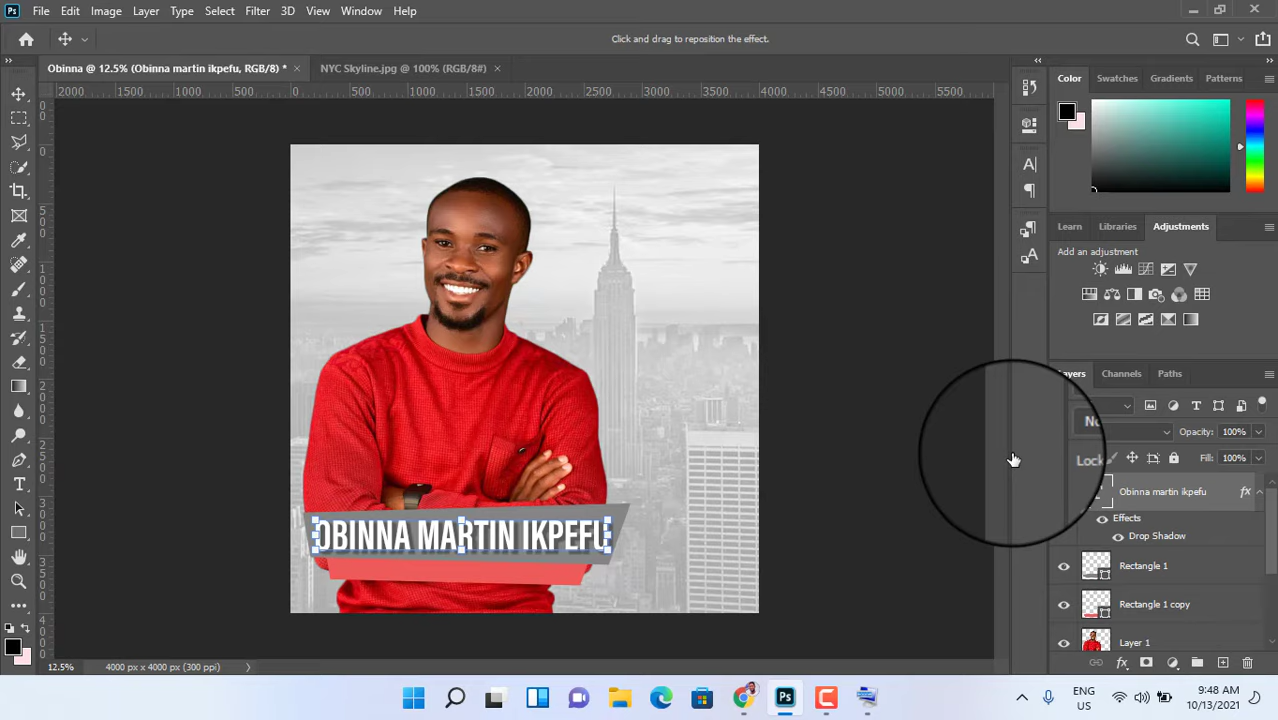 File Edit Image Layer Type Select Filter 3D View Window Help
Click and drag to reposition the effect.
Obinna @ 12.5% (Obinna martin ikpefu, RGB/8) *
NYC Skyline.jpg @ 100% (RGB/8#)
2000 1500 1000 500 0 500 1000 1500 2000 2500 3000 3500 4000 4500 5000 5500
Color Swatches Gradients Patterns
Learn Libraries Adjustments
Add an adjustment
Layers Channels Paths
Opacity: 100%
Lock
Fill: 100%
Obinna martin ikpefu fx
Effects
Drop Shadow
Rectangle 1
Rectangle 1 copy
Layer 1
OBINNA MARTIN IKPEFU
12.5% 4000 px x 4000 px (300 ppi)
ENG
US
9:48 AM
10/13/2021